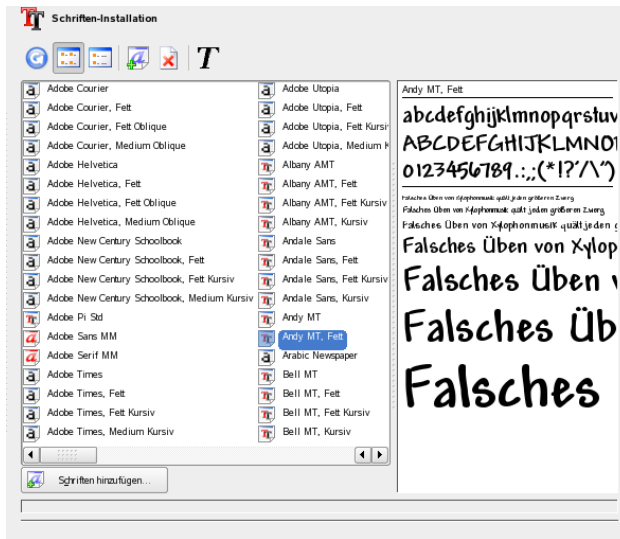 Schriften-Installation
Adobe Courier
Adobe Courier, Fett
Adobe Courier, Fett Oblique
Adobe Courier, Medium Oblique
Adobe Helvetica
Adobe Helvetica, Fett
Adobe Helvetica, Fett Oblique
Adobe Helvetica, Medium Oblique
Adobe New Century Schoolbook
Adobe New Century Schoolbook, Fett
Adobe New Century Schoolbook, Fett Kursiv
Adobe New Century Schoolbook, Medium Kursiv
Adobe Pi Std
Adobe Sans MM
Adobe Serif MM
Adobe Times
Adobe Times, Fett
Adobe Times, Fett Kursiv
Adobe Times, Medium Kursiv
Adobe Utopia
Adobe Utopia, Fett
Adobe Utopia, Fett Kursi
Adobe Utopia, Medium K
Albany AMT
Albany AMT, Fett
Albany AMT, Fett Kursiv
Albany AMT, Kursiv
Andale Sans
Andale Sans, Fett
Andale Sans, Fett Kursiv
Andale Sans, Kursiv
Andy MT
Andy MT, Fett
Arabic Newspaper
Bell MT
Bell MT, Fett
Bell MT, Fett Kursiv
Bell MT, Kursiv
Schriften hinzufügen...
Andy MT, Fett
abcdefghijklmnopqrstuv
ABCDEFGHIJKLMNO
0123456789.:,;(*!?'/\")
Falsches Üben von Xylophonmusik quält jeden größeren Zwerg
Falsches Üben von Xylophonmusik quält jeden größeren Zwerg
Falsches Üben von Xylophonmusik quält jeden g
Falsches Üben von Xylop
Falsches Üben v
Falsches Üb
Falsches